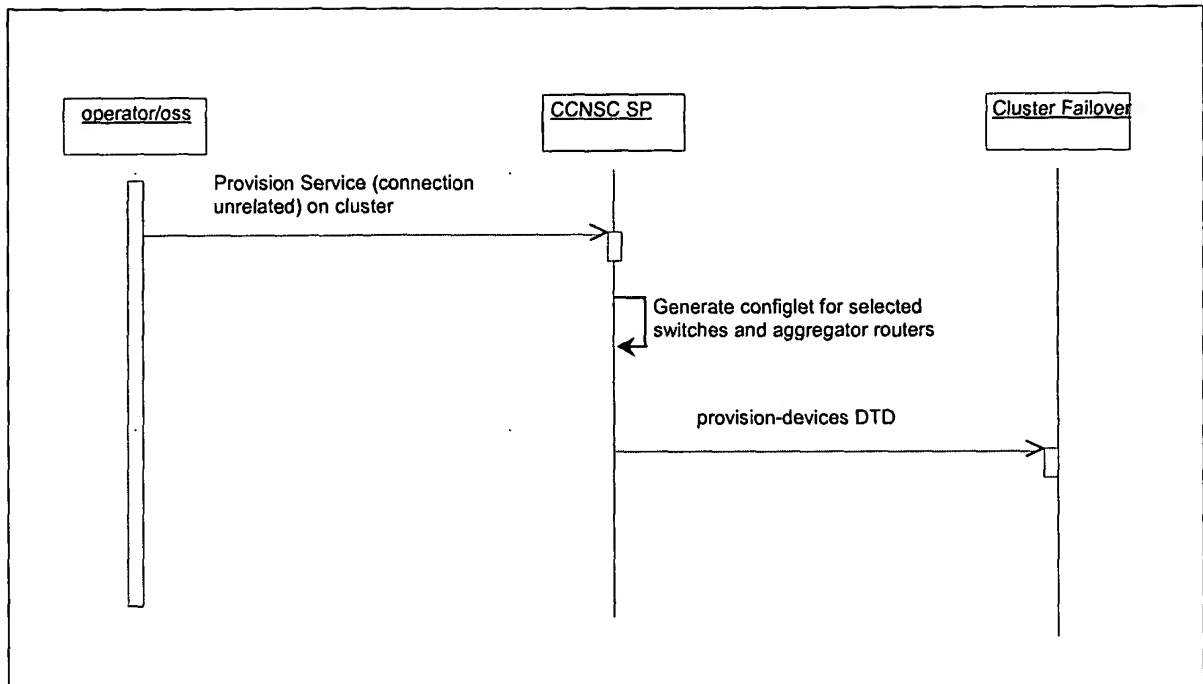 operator/oss
CCNSC SP
Cluster Failover
Provision Service (connection
unrelated) on cluster
Generate configlet for selected
switches and aggregator routers
provision-devices DTD